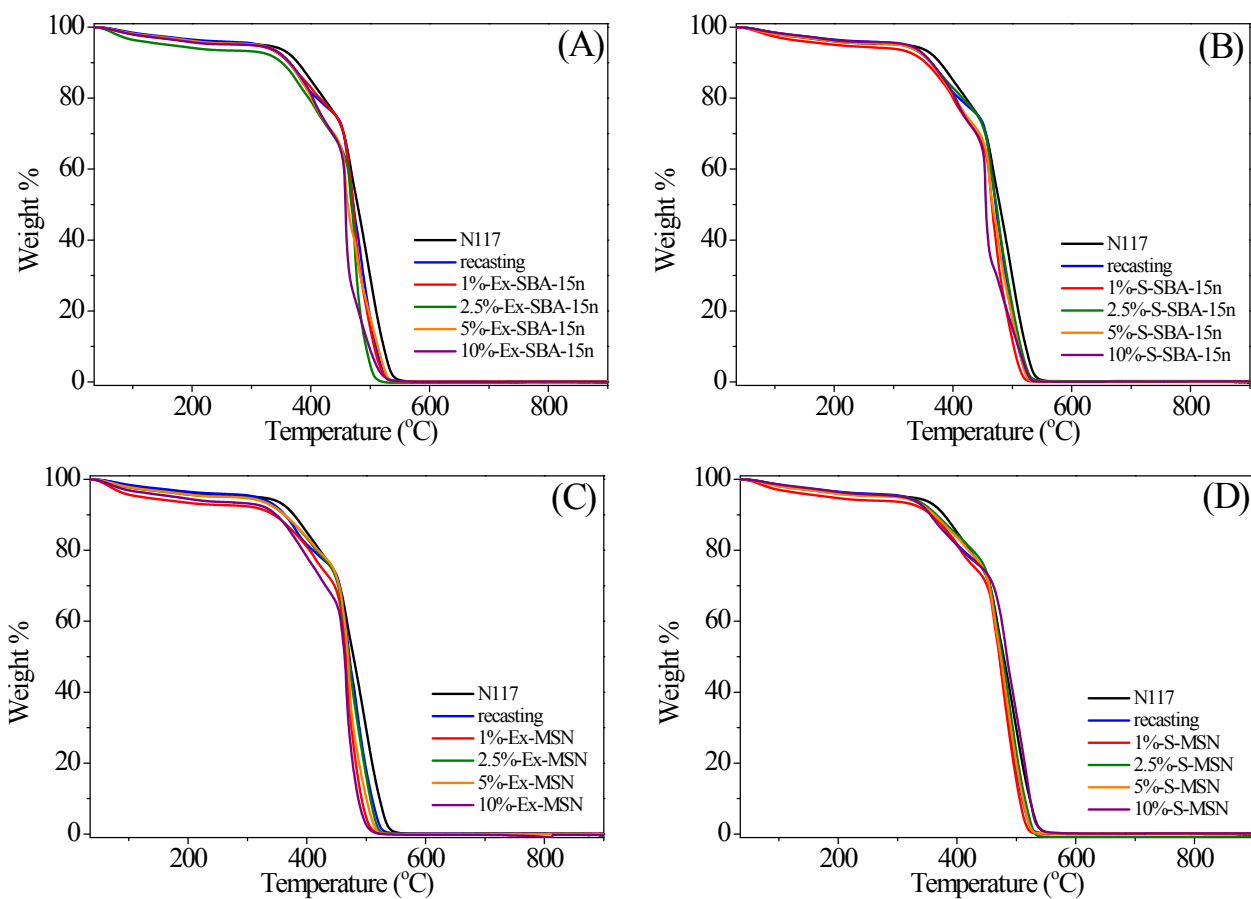 (A)
100
80
60
40
20
0
Weight %
N117
recasting
1%-Ex-SBA-15n
2.5%-Ex-SBA-15n
5%-Ex-SBA-15n
10%-Ex-SBA-15n
200 400 600 800
Temperature (°C)
(B)
100
80
60
40
20
0
Weight %
N117
recasting
1%-S-SBA-15n
2.5%-S-SBA-15n
5%-S-SBA-15n
10%-S-SBA-15n
200 400 600 800
Temperature (°C)
(C)
100
80
60
40
20
0
Weight %
N117
recasting
1%-Ex-MSN
2.5%-Ex-MSN
5%-Ex-MSN
10%-Ex-MSN
200 400 600 800
Temperature (°C)
(D)
100
80
60
40
20
0
Weight %
N117
recasting
1%-S-MSN
2.5%-S-MSN
5%-S-MSN
10%-S-MSN
200 400 600 800
Temperature (°C)